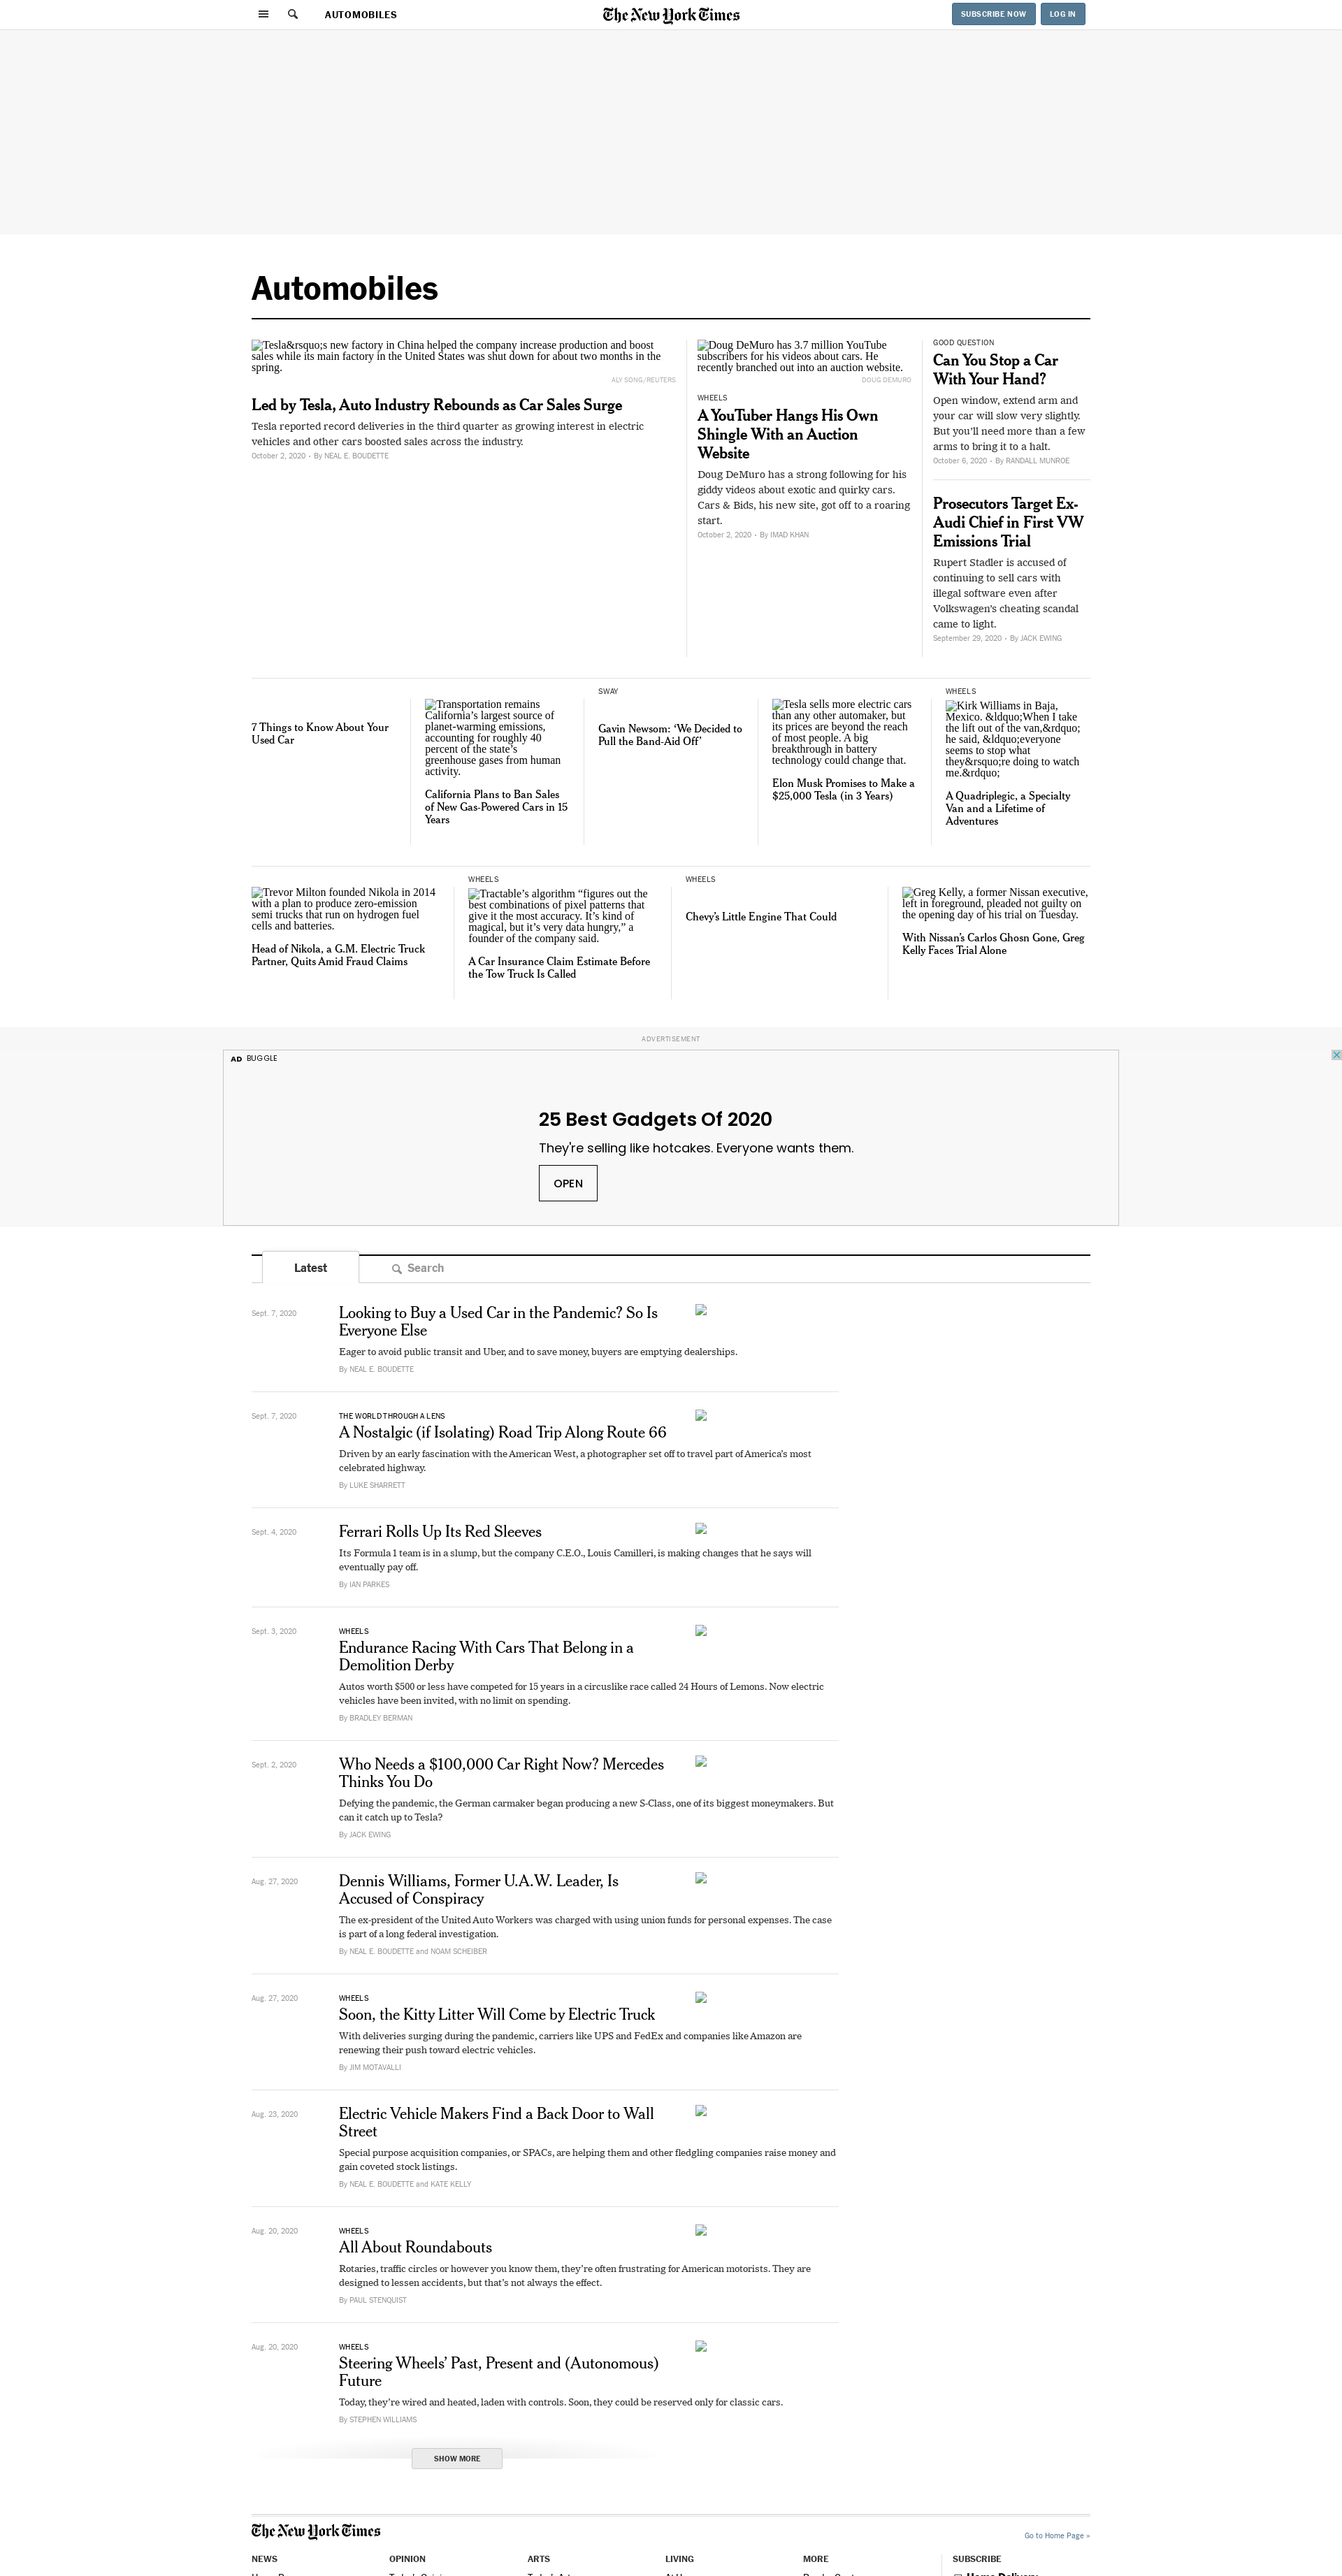 AUTOMOBILES
The New York Times
SUBSCRIBE NOW
LOG IN
Automobiles
Tesla&rsquo;s new factory in China helped the company increase production and boost
sales while its main factory in the United States was shut down for about two months in the
spring.
ALY SONG/REUTERS
Led by Tesla, Auto Industry Rebounds as Car Sales Surge
Tesla reported record deliveries in the third quarter as growing interest in electric
vehicles and other cars boosted sales across the industry.
October 2, 2020 • By NEAL E. BOUDETTE
Doug DeMuro has 3.7 million YouTube
subscribers for his videos about cars. He
recently branched out into an auction website.
DOUG DEMURO
WHEELS
A YouTuber Hangs His Own
Shingle With an Auction
Website
Doug DeMuro has a strong following for his
giddy videos about exotic and quirky cars.
Cars & Bids, his new site, got off to a roaring
start.
October 2, 2020 • By IMAD KHAN
GOOD QUESTION
Can You Stop a Car
With Your Hand?
Open window, extend arm and
your car will slow very slightly.
But you’ll need more than a few
arms to bring it to a halt.
October 6, 2020 • By RANDALL MUNROE
Prosecutors Target Ex-
Audi Chief in First VW
Emissions Trial
Rupert Stadler is accused of
continuing to sell cars with
illegal software even after
Volkswagen’s cheating scandal
came to light.
September 29, 2020 • By JACK EWING
7 Things to Know About Your
Used Car
Transportation remains
California’s largest source of
planet-warming emissions,
accounting for roughly 40
percent of the state’s
greenhouse gases from human
activity.
California Plans to Ban Sales
of New Gas-Powered Cars in 15
Years
SWAY
Gavin Newsom: ‘We Decided to
Pull the Band-Aid Off’
Tesla sells more electric cars
than any other automaker, but
its prices are beyond the reach
of most people. A big
breakthrough in battery
technology could change that.
Elon Musk Promises to Make a
$25,000 Tesla (in 3 Years)
WHEELS
Kirk Williams in Baja,
Mexico. &ldquo;When I take
the lift out of the van,&rdquo;
he said, &ldquo;everyone
seems to stop what
they&rsquo;re doing to watch
me.&rdquo;
A Quadriplegic, a Specialty
Van and a Lifetime of
Adventures
Trevor Milton founded Nikola in 2014
with a plan to produce zero-emission
semi trucks that run on hydrogen fuel
cells and batteries.
Head of Nikola, a G.M. Electric Truck
Partner, Quits Amid Fraud Claims
WHEELS
Tractable’s algorithm “figures out the
best combinations of pixel patterns that
give it the most accuracy. It’s kind of
magical, but it’s very data hungry,” a
founder of the company said.
A Car Insurance Claim Estimate Before
the Tow Truck Is Called
WHEELS
Chevy’s Little Engine That Could
Greg Kelly, a former Nissan executive,
left in foreground, pleaded not guilty on
the opening day of his trial on Tuesday.
With Nissan’s Carlos Ghosn Gone, Greg
Kelly Faces Trial Alone
ADVERTISEMENT
AD BUGGLE
25 Best Gadgets Of 2020
They're selling like hotcakes. Everyone wants them.
OPEN
Latest
Search
Sept. 7, 2020
Looking to Buy a Used Car in the Pandemic? So Is
Everyone Else
Eager to avoid public transit and Uber, and to save money, buyers are emptying dealerships.
By NEAL E. BOUDETTE
Sept. 7, 2020
THE WORLD THROUGH A LENS
A Nostalgic (if Isolating) Road Trip Along Route 66
Driven by an early fascination with the American West, a photographer set off to travel part of America’s most
celebrated highway.
By LUKE SHARRETT
Sept. 4, 2020
Ferrari Rolls Up Its Red Sleeves
Its Formula 1 team is in a slump, but the company C.E.O., Louis Camilleri, is making changes that he says will
eventually pay off.
By IAN PARKES
Sept. 3, 2020
WHEELS
Endurance Racing With Cars That Belong in a
Demolition Derby
Autos worth $500 or less have competed for 15 years in a circuslike race called 24 Hours of Lemons. Now electric
vehicles have been invited, with no limit on spending.
By BRADLEY BERMAN
Sept. 2, 2020
Who Needs a $100,000 Car Right Now? Mercedes
Thinks You Do
Defying the pandemic, the German carmaker began producing a new S-Class, one of its biggest moneymakers. But
can it catch up to Tesla?
By JACK EWING
Aug. 27, 2020
Dennis Williams, Former U.A.W. Leader, Is
Accused of Conspiracy
The ex-president of the United Auto Workers was charged with using union funds for personal expenses. The case
is part of a long federal investigation.
By NEAL E. BOUDETTE and NOAM SCHEIBER
Aug. 27, 2020
WHEELS
Soon, the Kitty Litter Will Come by Electric Truck
With deliveries surging during the pandemic, carriers like UPS and FedEx and companies like Amazon are
renewing their push toward electric vehicles.
By JIM MOTAVALLI
Aug. 23, 2020
Electric Vehicle Makers Find a Back Door to Wall
Street
Special purpose acquisition companies, or SPACs, are helping them and other fledgling companies raise money and
gain coveted stock listings.
By NEAL E. BOUDETTE and KATE KELLY
Aug. 20, 2020
WHEELS
All About Roundabouts
Rotaries, traffic circles or however you know them, they’re often frustrating for American motorists. They are
designed to lessen accidents, but that’s not always the effect.
By PAUL STENQUIST
Aug. 20, 2020
WHEELS
Steering Wheels’ Past, Present and (Autonomous)
Future
Today, they’re wired and heated, laden with controls. Soon, they could be reserved only for classic cars.
By STEPHEN WILLIAMS
SHOW MORE
The New York Times
Go to Home Page »
NEWS
OPINION
ARTS
LIVING
MORE
SUBSCRIBE